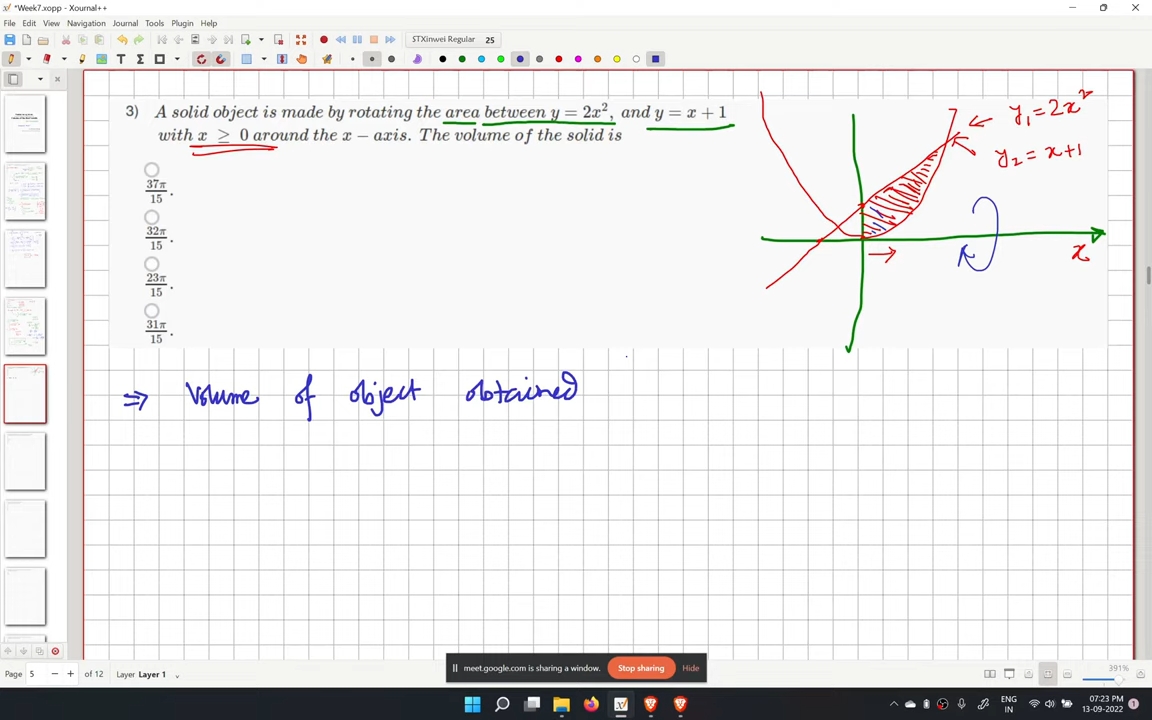 *Week7.xopp - Xournal++
File Edit View Navigation Journal Tools Plugin Help
STXinwei Regular 25
3) A solid object is made by rotating the area between y = 2x², and y = x + 1
with x ≥ 0 around the x − axis. The volume of the solid is
37π/15.
32π/15.
23π/15.
31π/15.
y₁ = 2x²
y₂ = x+1
x
⇒ Volume of object obtained
meet.google.com is sharing a window. Stop sharing Hide
Page 5 of 12 Layer Layer 1 391%
ENG IN 07:23 PM 13-09-2022